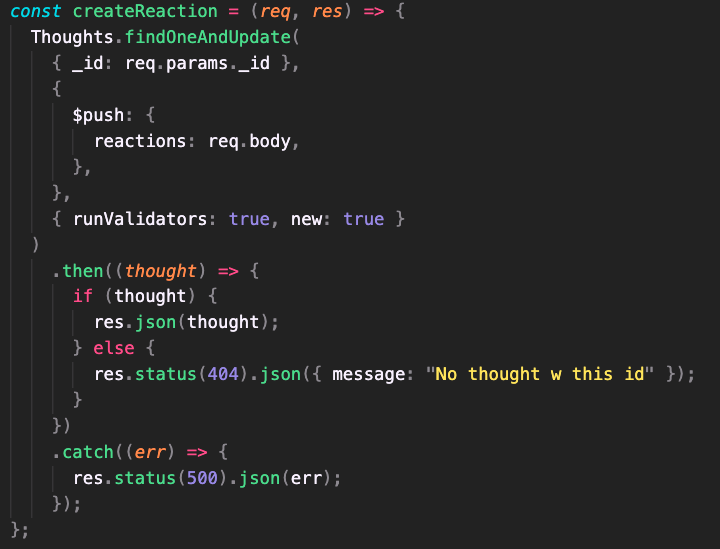 const createReaction = (req, res) => {
  Thoughts.findOneAndUpdate(
    { _id: req.params._id },
    {
      $push: {
        reactions: req.body,
      },
    },
    { runValidators: true, new: true }
  )
    .then((thought) => {
      if (thought) {
        res.json(thought);
      } else {
        res.status(404).json({ message: "No thought w this id" });
      }
    })
    .catch((err) => {
      res.status(500).json(err);
    });
};